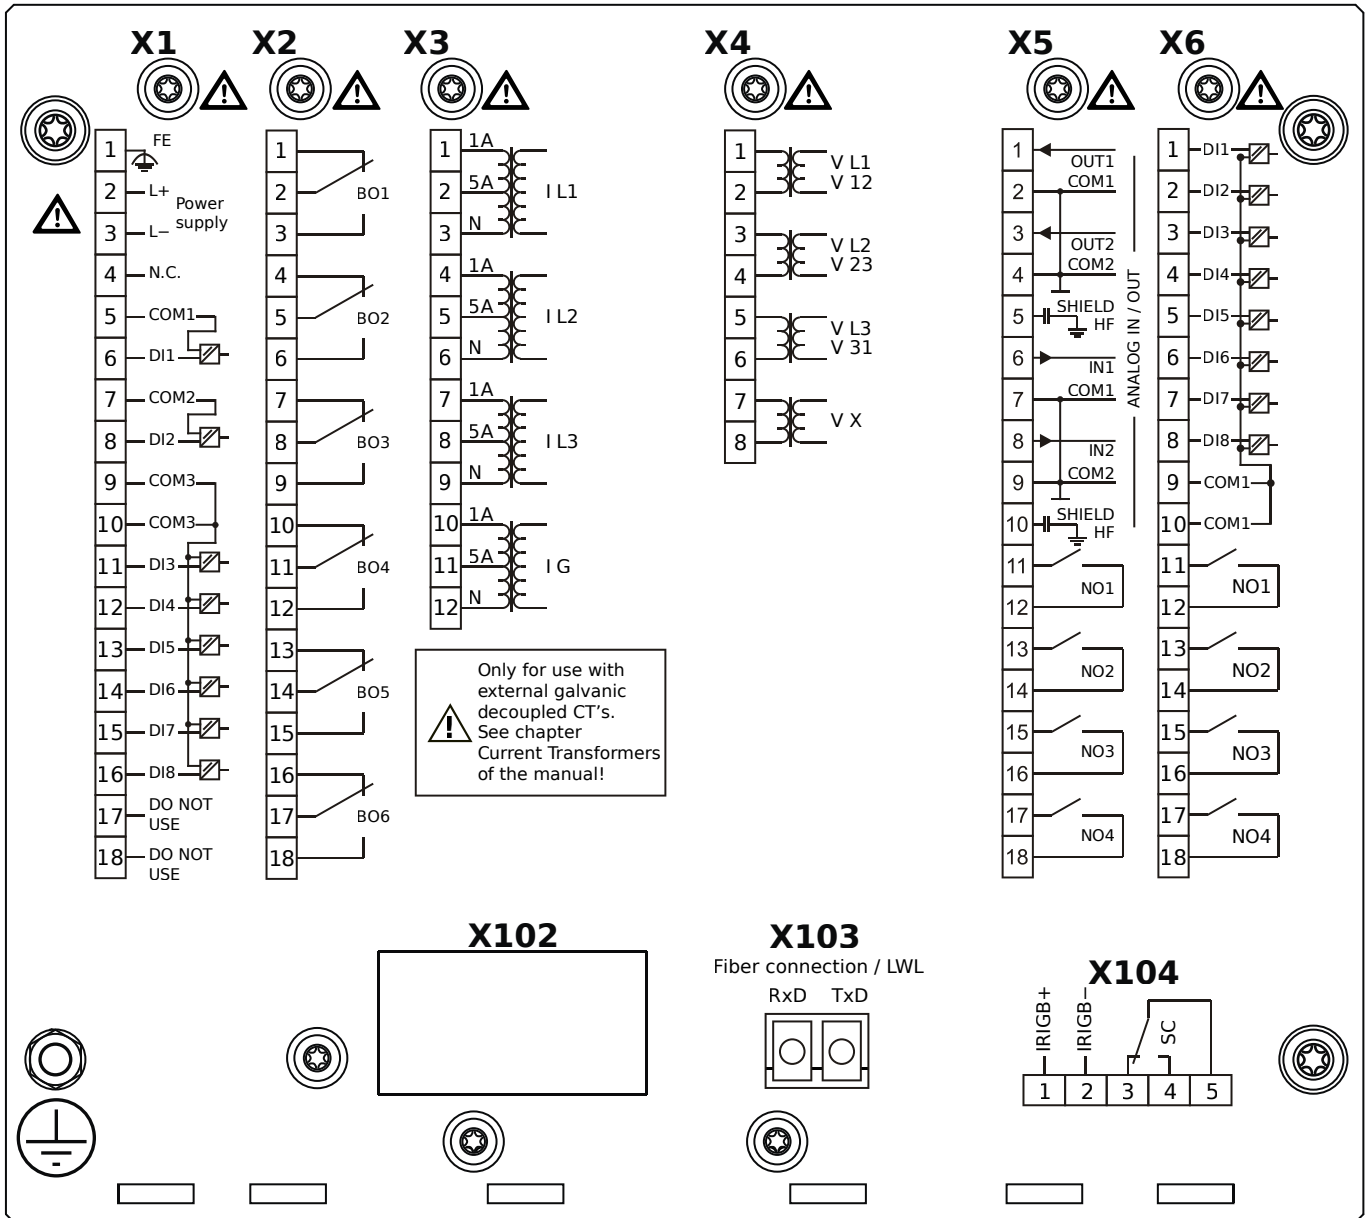 X1
X2
X3
X4
X5
X6
1 FE
2 L+
Power
supply
3 L−
4 N.C.
5 COM1
6 DI1
7 COM2
8 DI2
9 COM3
10 COM3
11 DI3
12 DI4
13 DI5
14 DI6
15 DI7
16 DI8
17 DO NOT
USE
18 DO NOT
USE
1
2 BO1
3
4
5 BO2
6
7
8 BO3
9
10
11 BO4
12
13
14 BO5
15
16
17 BO6
18
1 1A
2 5A I L1
3 N
4 1A
5 5A I L2
6 N
7 1A
8 5A I L3
9 N
10 1A
11 5A I G
12 N
Only for use with
external galvanic
decoupled CT's.
See chapter
Current Transformers
of the manual!
1 V L1
2 V 12
3 V L2
4 V 23
5 V L3
6 V 31
7 V X
8
1 OUT1
2 COM1
3 OUT2
4 COM2
5 SHIELD
HF
6 IN1
7 COM1
8 IN2
9 COM2
10 SHIELD
HF
ANALOG IN / OUT
11
NO1
12
13
NO2
14
15
NO3
16
17
NO4
18
1 DI1
2 DI2
3 DI3
4 DI4
5 DI5
6 DI6
7 DI7
8 DI8
9 COM1
10 COM1
11
NO1
12
13
NO2
14
15
NO3
16
17
NO4
18
X102
X103
Fiber connection / LWL
RxD TxD
X104
IRIGB+
IRIGB−
SC
1 2 3 4 5